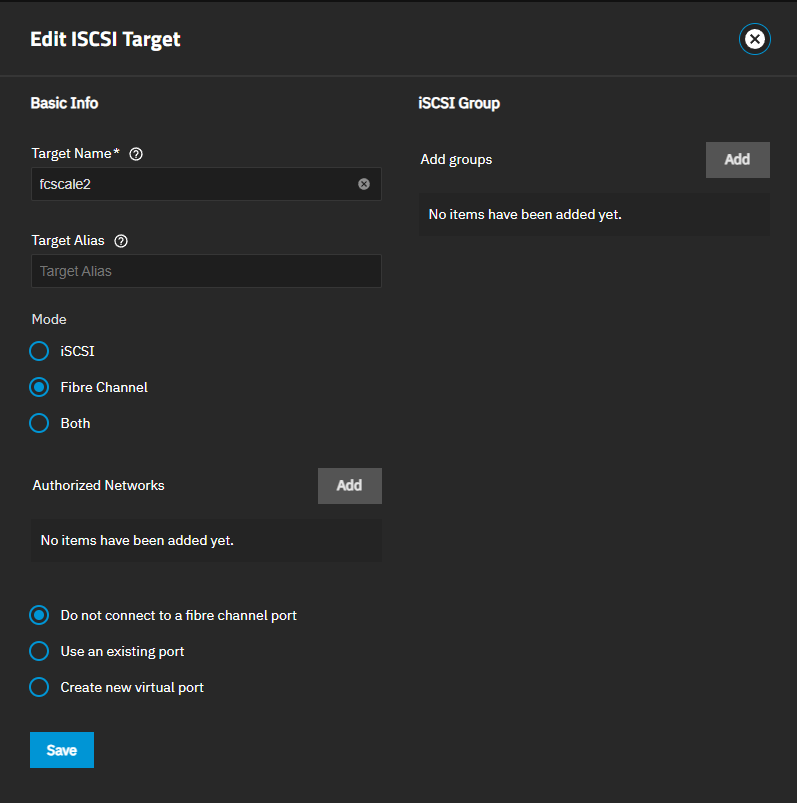 Edit ISCSI Target
Basic Info
Target Name*
fcscale2
Target Alias
Target Alias
Mode
iSCSI
Fibre Channel
Both
Authorized Networks
Add
No items have been added yet.
Do not connect to a fibre channel port
Use an existing port
Create new virtual port
Save
iSCSI Group
Add groups
Add
No items have been added yet.